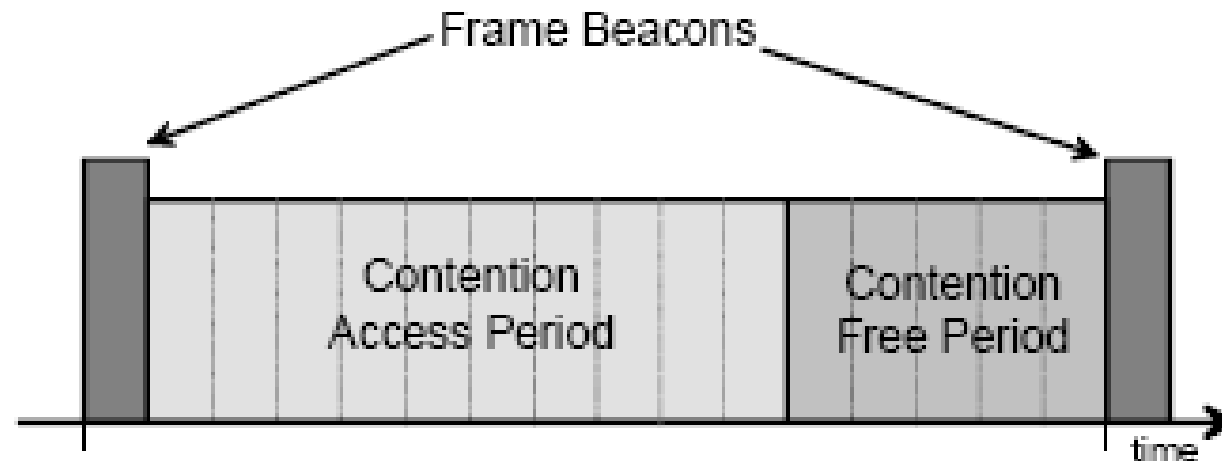 Frame Beacons
Contention
Access Period
Contention
Free Period
time